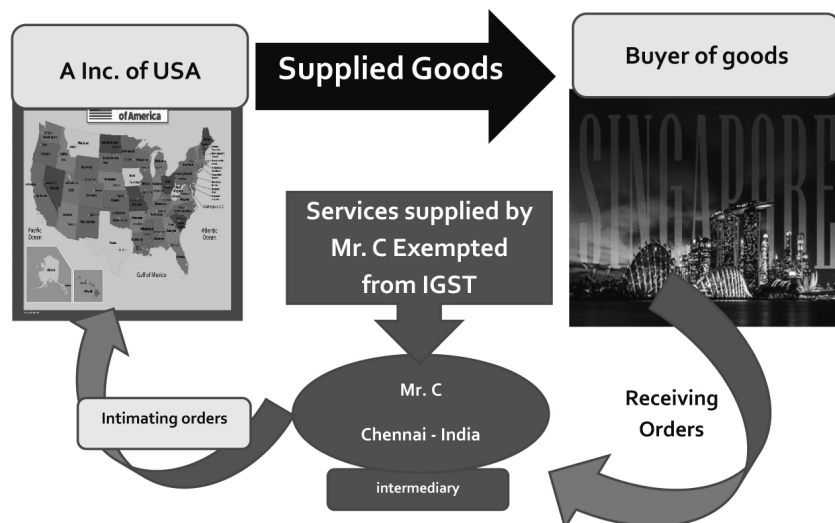 A Inc. of USA
Supplied Goods
Buyer of goods
of America
Pacific
Ocean
Atlantic
Ocean
Gulf of Mexico
SINGAPORE
Services supplied by
Mr. C Exempted
from IGST
Mr. C
Chennai - India
intermediary
Intimating orders
Receiving
Orders